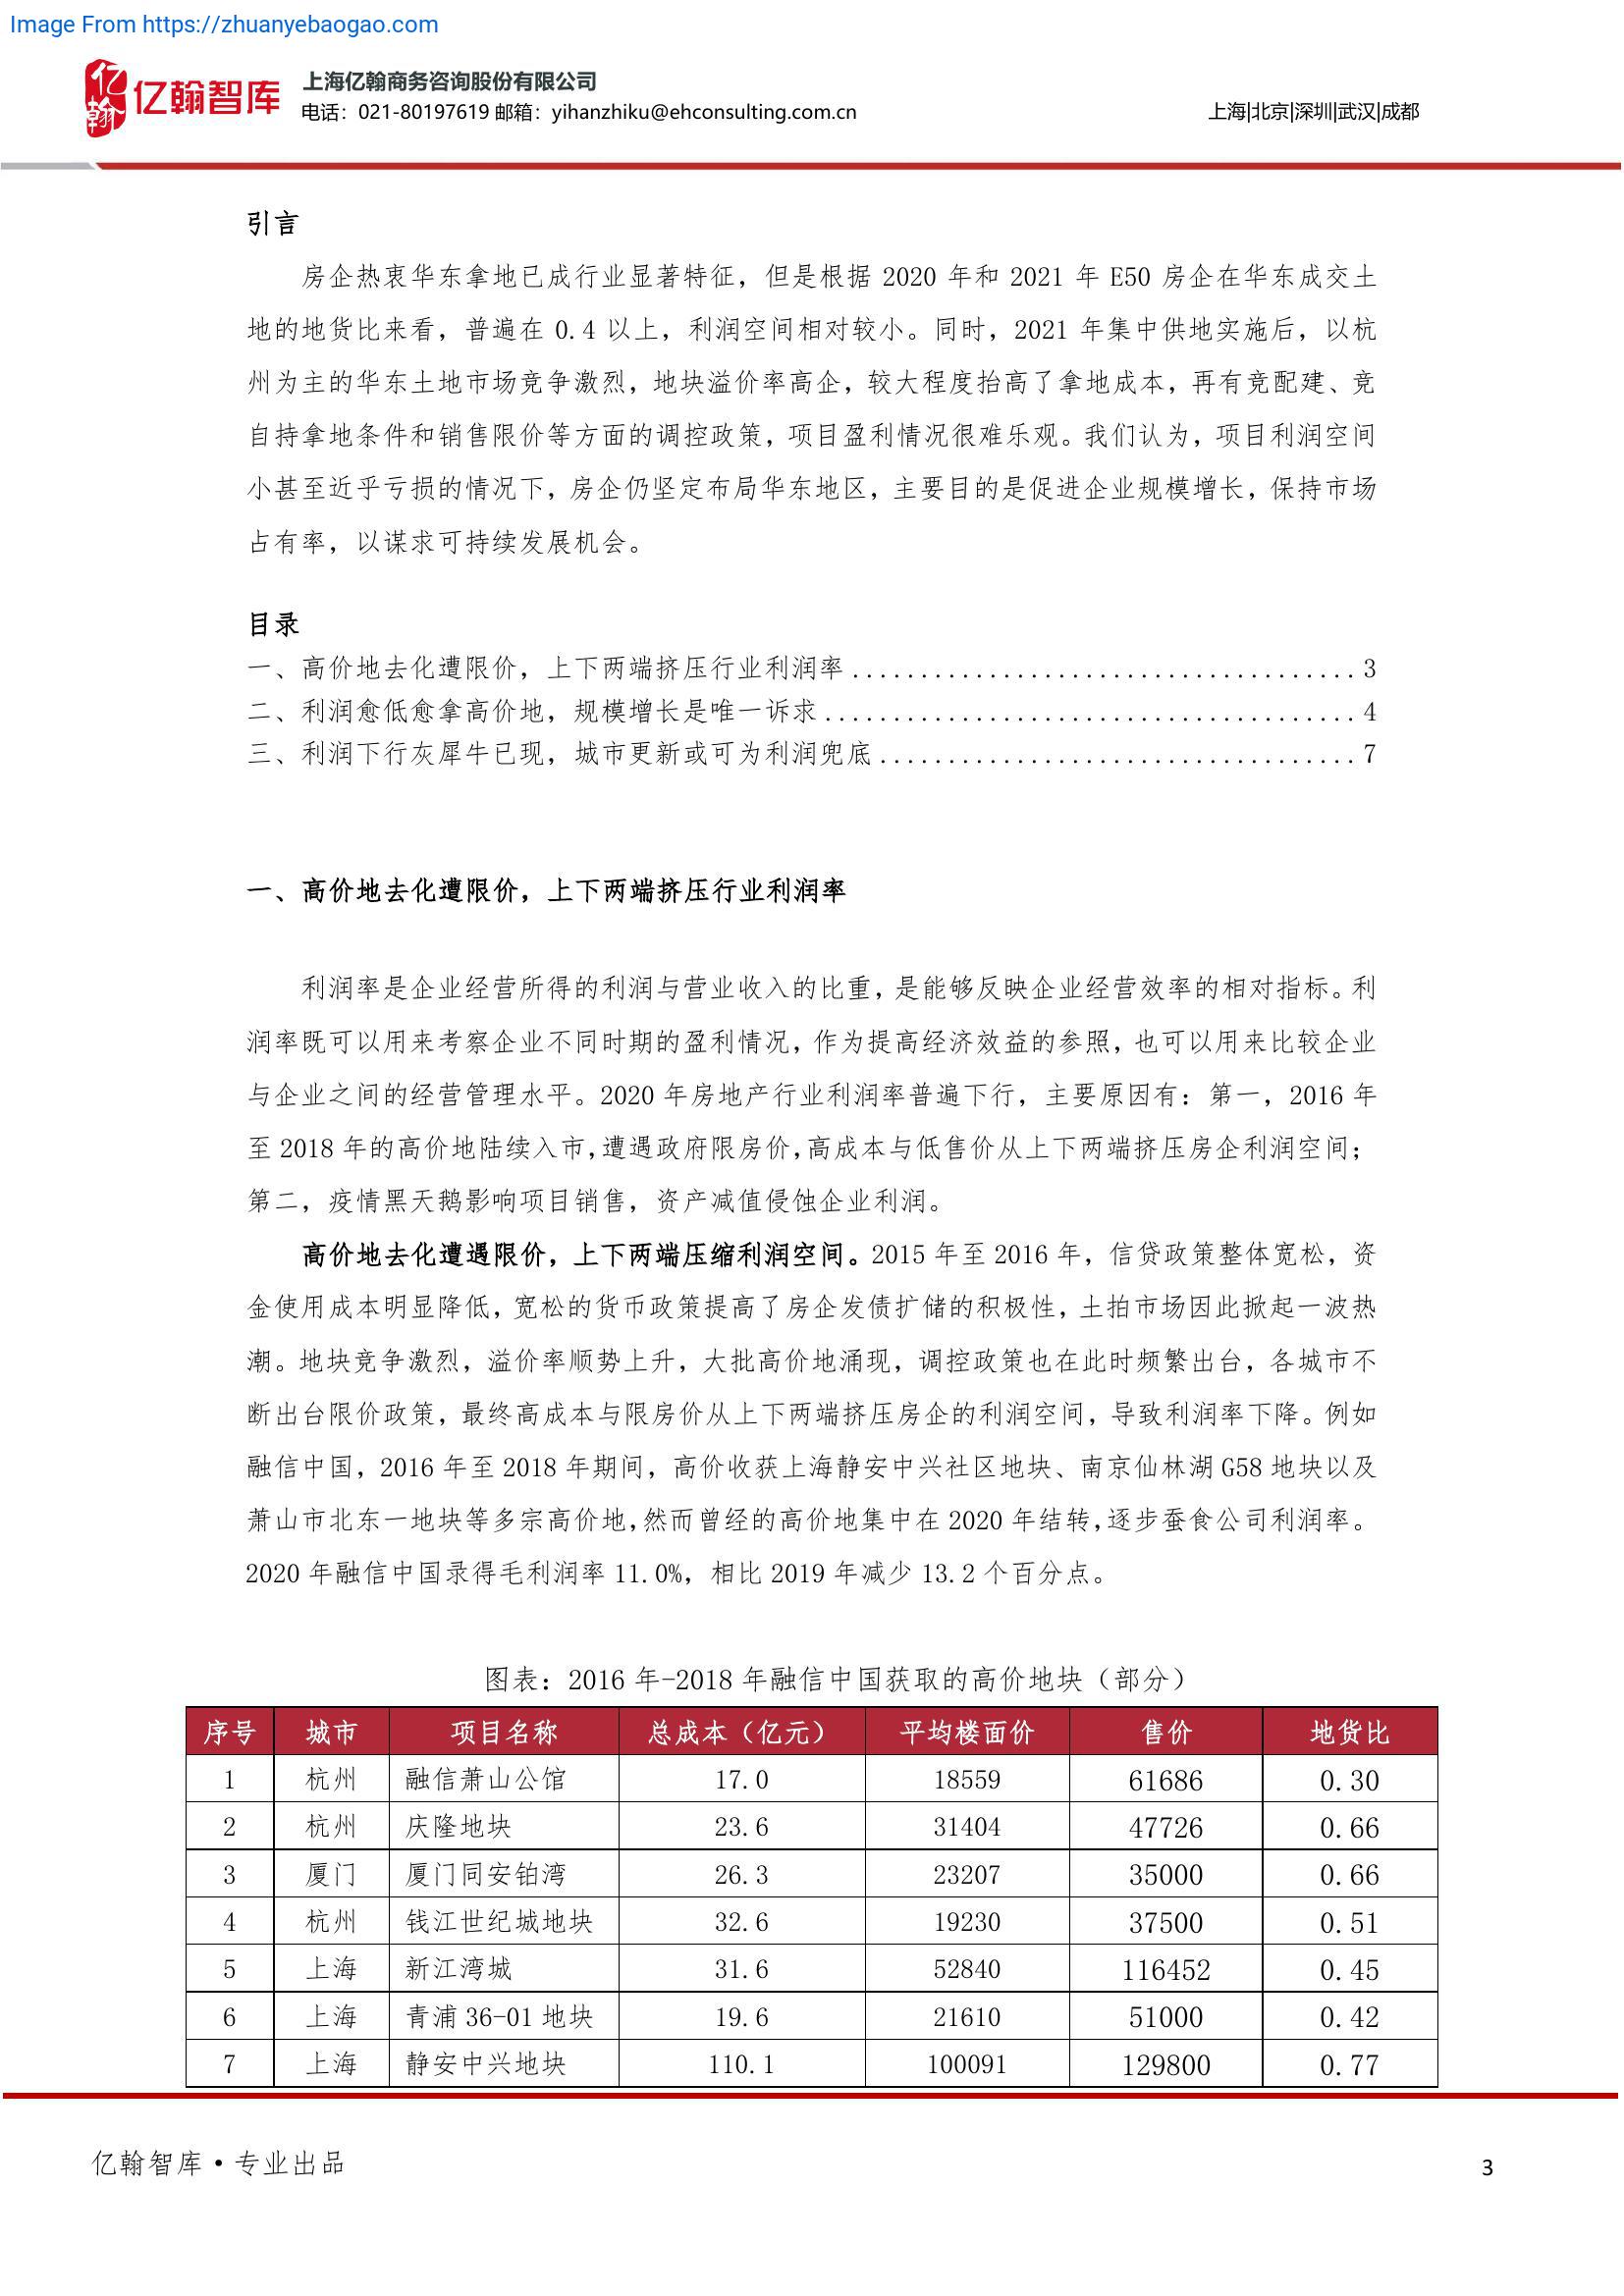 Image From https://zhuanyebaogao.com
亿翰
亿翰智库
上海亿翰商务咨询股份有限公司
电话：021-80197619 邮箱：yihanzhiku@ehconsulting.com.cn
上海|北京|深圳|武汉|成都
引言
房企热衷华东拿地已成行业显著特征，但是根据 2020 年和 2021 年 E50 房企在华东成交土
地的地货比来看，普遍在 0.4 以上，利润空间相对较小。同时，2021 年集中供地实施后，以杭
州为主的华东土地市场竞争激烈，地块溢价率高企，较大程度抬高了拿地成本，再有竞配建、竞
自持拿地条件和销售限价等方面的调控政策，项目盈利情况很难乐观。我们认为，项目利润空间
小甚至近乎亏损的情况下，房企仍坚定布局华东地区，主要目的是促进企业规模增长，保持市场
占有率，以谋求可持续发展机会。
目录
一、高价地去化遭限价，上下两端挤压行业利润率.....................................3
二、利润愈低愈拿高价地，规模增长是唯一诉求.......................................4
三、利润下行灰犀牛已现，城市更新或可为利润兜底...................................7
一、高价地去化遭限价，上下两端挤压行业利润率
利润率是企业经营所得的利润与营业收入的比重，是能够反映企业经营效率的相对指标。利
润率既可以用来考察企业不同时期的盈利情况，作为提高经济效益的参照，也可以用来比较企业
与企业之间的经营管理水平。2020 年房地产行业利润率普遍下行，主要原因有：第一，2016 年
至 2018 年的高价地陆续入市，遭遇政府限房价，高成本与低售价从上下两端挤压房企利润空间；
第二，疫情黑天鹅影响项目销售，资产减值侵蚀企业利润。
高价地去化遭遇限价，上下两端压缩利润空间。2015 年至 2016 年，信贷政策整体宽松，资
金使用成本明显降低，宽松的货币政策提高了房企发债扩储的积极性，土拍市场因此掀起一波热
潮。地块竞争激烈，溢价率顺势上升，大批高价地涌现，调控政策也在此时频繁出台，各城市不
断出台限价政策，最终高成本与限房价从上下两端挤压房企的利润空间，导致利润率下降。例如
融信中国，2016 年至 2018 年期间，高价收获上海静安中兴社区地块、南京仙林湖 G58 地块以及
萧山市北东一地块等多宗高价地，然而曾经的高价地集中在 2020 年结转，逐步蚕食公司利润率。
2020 年融信中国录得毛利润率 11.0%，相比 2019 年减少 13.2 个百分点。
图表：2016 年-2018 年融信中国获取的高价地块（部分）
序号 城市 项目名称 总成本（亿元） 平均楼面价 售价 地货比
1 杭州 融信萧山公馆 17.0 18559 61686 0.30
2 杭州 庆隆地块 23.6 31404 47726 0.66
3 厦门 厦门同安铂湾 26.3 23207 35000 0.66
4 杭州 钱江世纪城地块 32.6 19230 37500 0.51
5 上海 新江湾城 31.6 52840 116452 0.45
6 上海 青浦 36-01 地块 19.6 21610 51000 0.42
7 上海 静安中兴地块 110.1 100091 129800 0.77
亿翰智库·专业出品
3